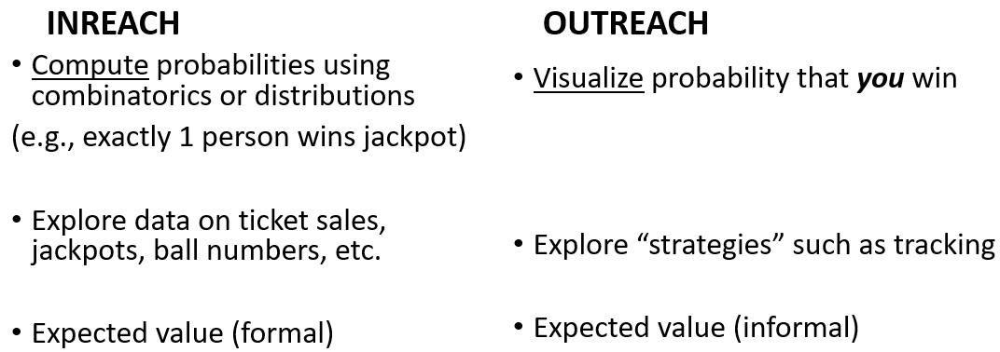 INREACH
• Compute probabilities using
combinatorics or distributions
(e.g., exactly 1 person wins jackpot)
• Explore data on ticket sales,
jackpots, ball numbers, etc.
• Expected value (formal)
OUTREACH
• Visualize probability that you win
• Explore “strategies” such as tracking
• Expected value (informal)